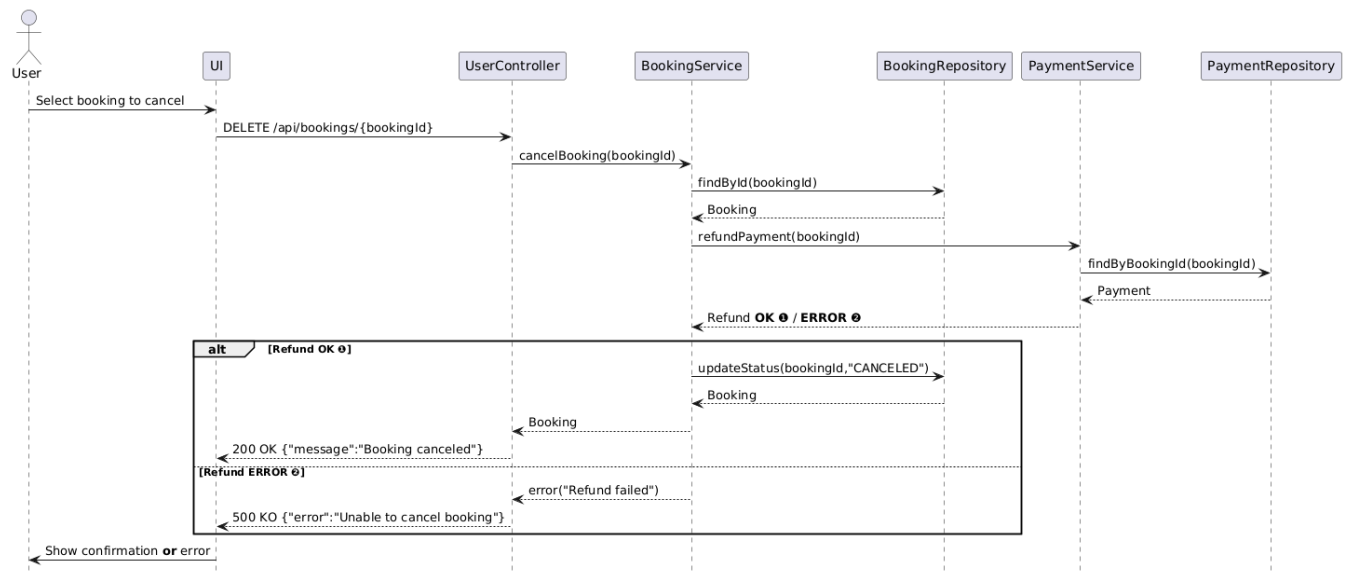 User
UI
UserController
BookingService
BookingRepository
PaymentService
PaymentRepository
Select booking to cancel
DELETE /api/bookings/{bookingId}
cancelBooking(bookingId)
findById(bookingId)
Booking
refundPayment(bookingId)
findByBookingId(bookingId)
Payment
Refund OK ❶ / ERROR ❷
alt [Refund OK ❶]
updateStatus(bookingId,"CANCELED")
Booking
Booking
200 OK {"message":"Booking canceled"}
[Refund ERROR ❷]
error("Refund failed")
500 KO {"error":"Unable to cancel booking"}
Show confirmation or error